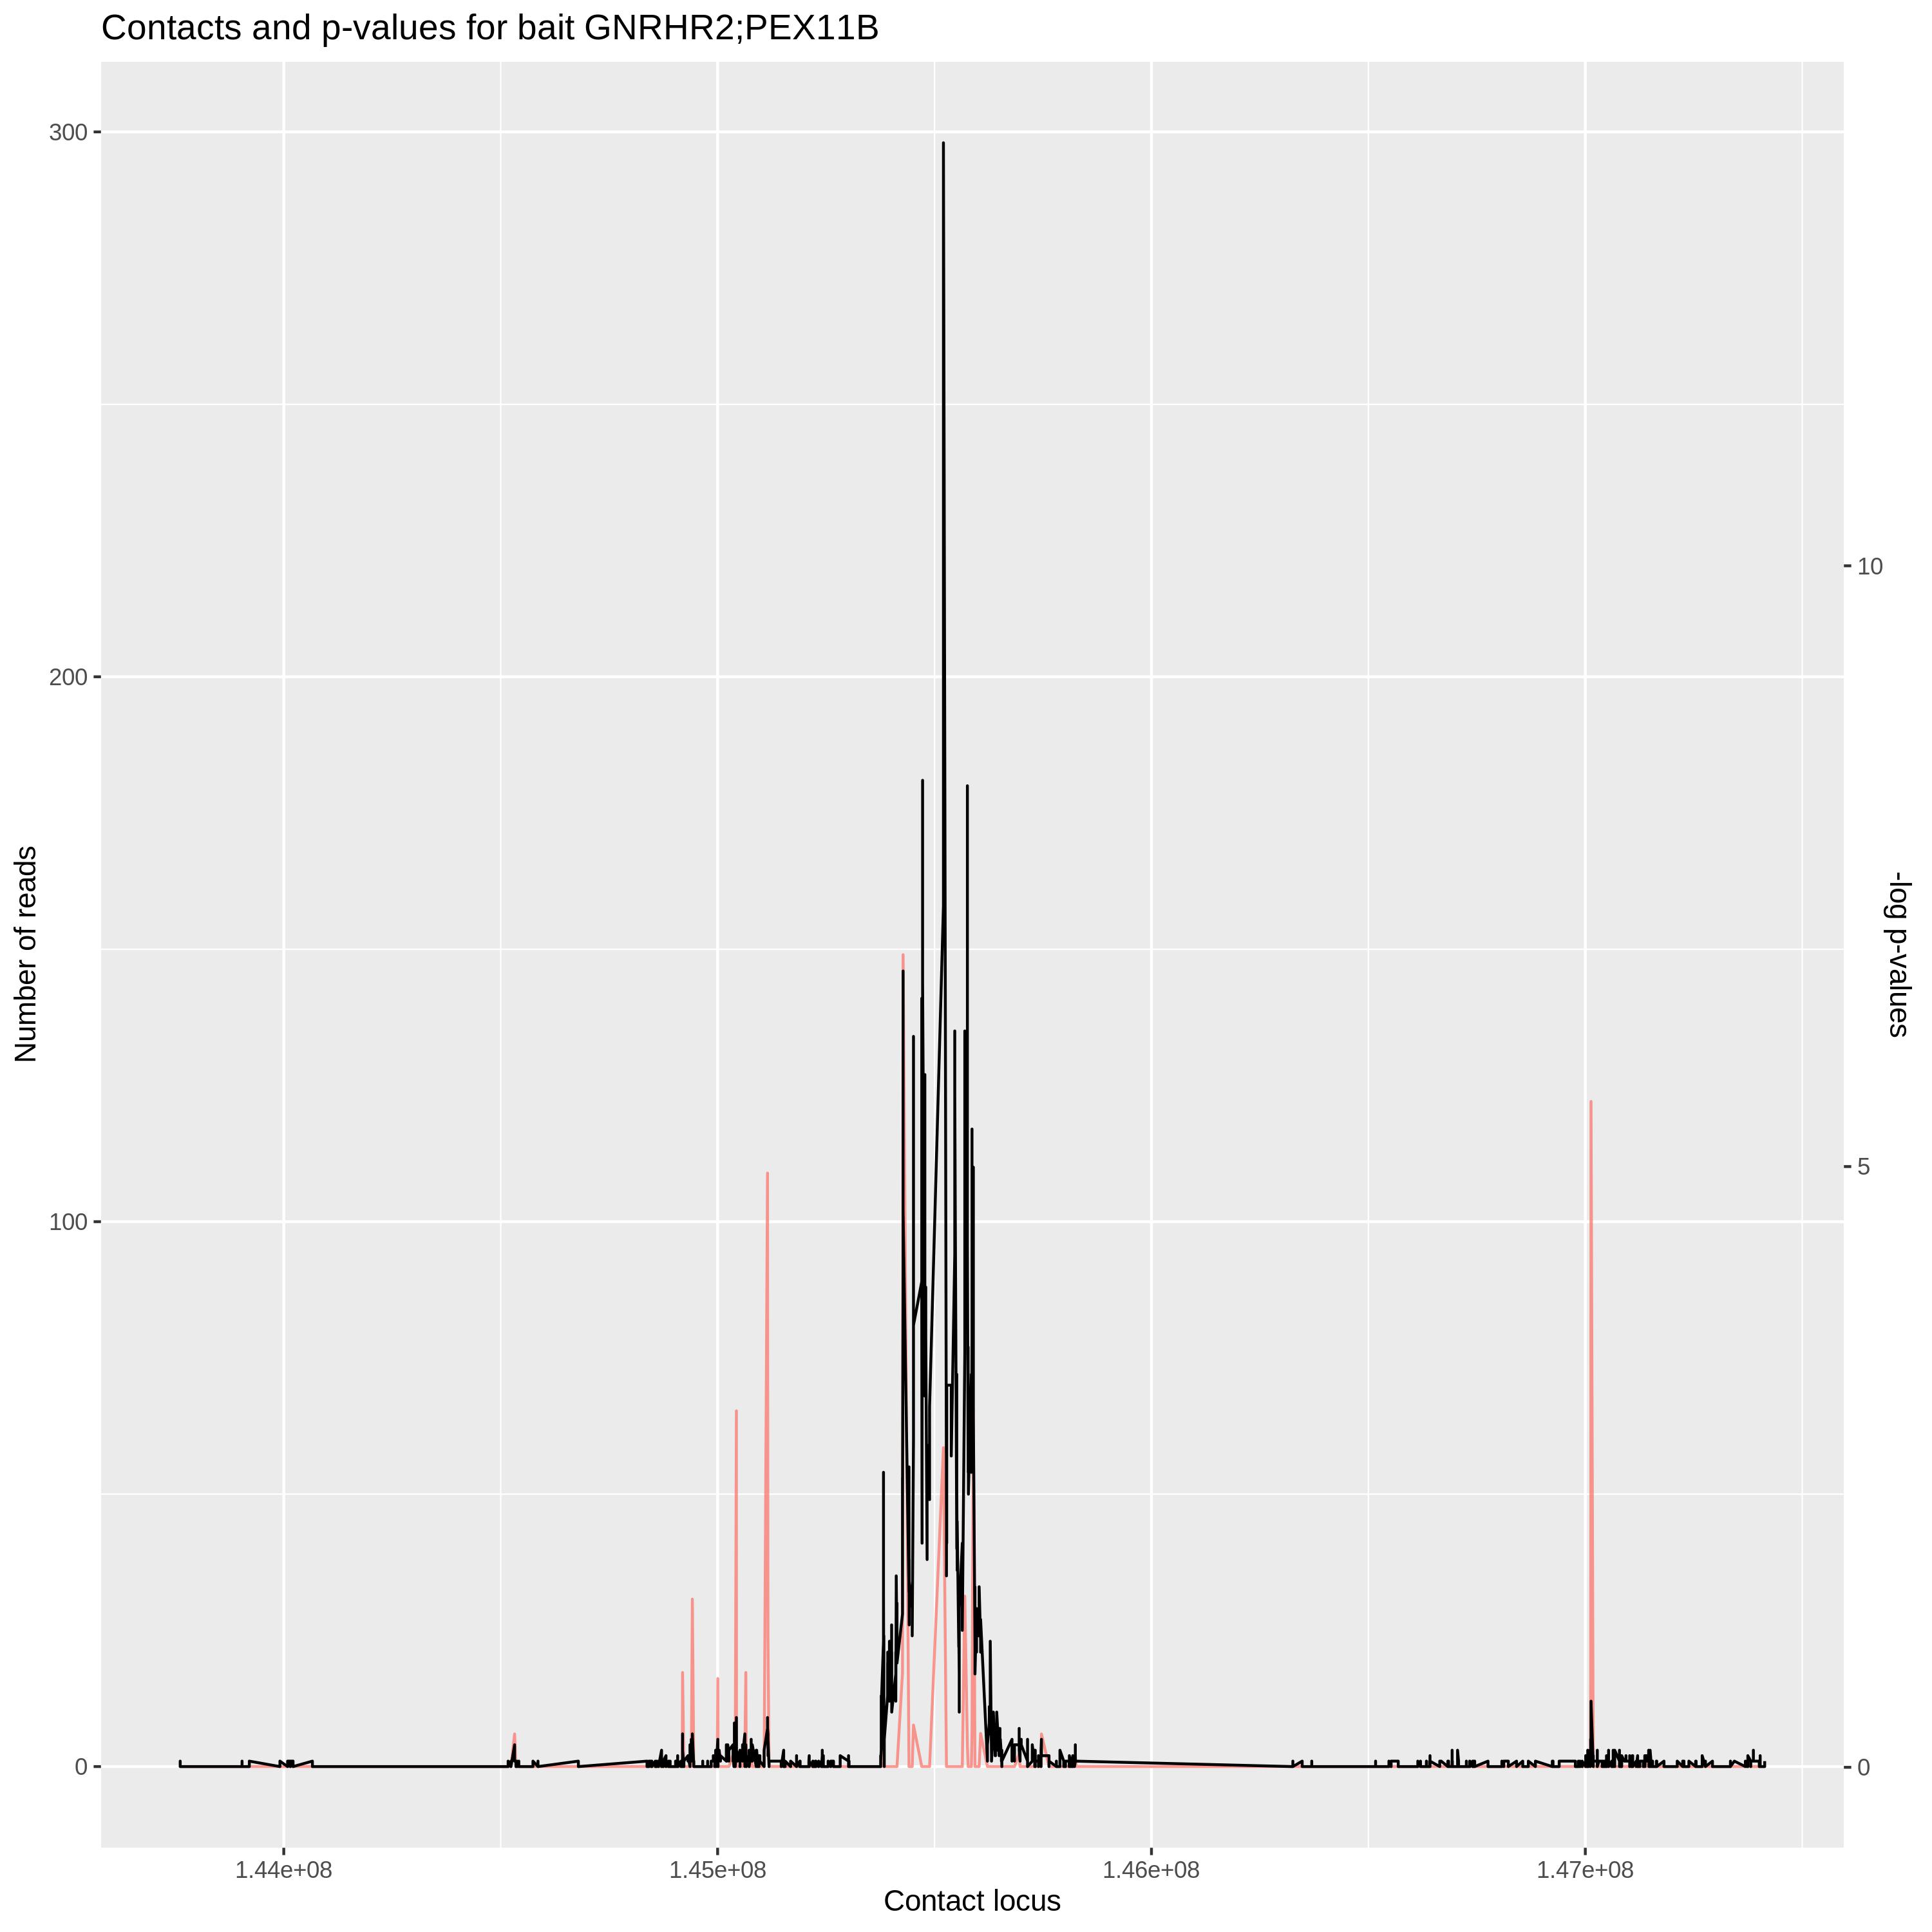 Contacts and p-values for bait GNRHR2;PEX11B
300
200
100
0
Number of reads
10
5
0
-log p-values
1.44e+08
1.45e+08
1.46e+08
1.47e+08
Contact locus